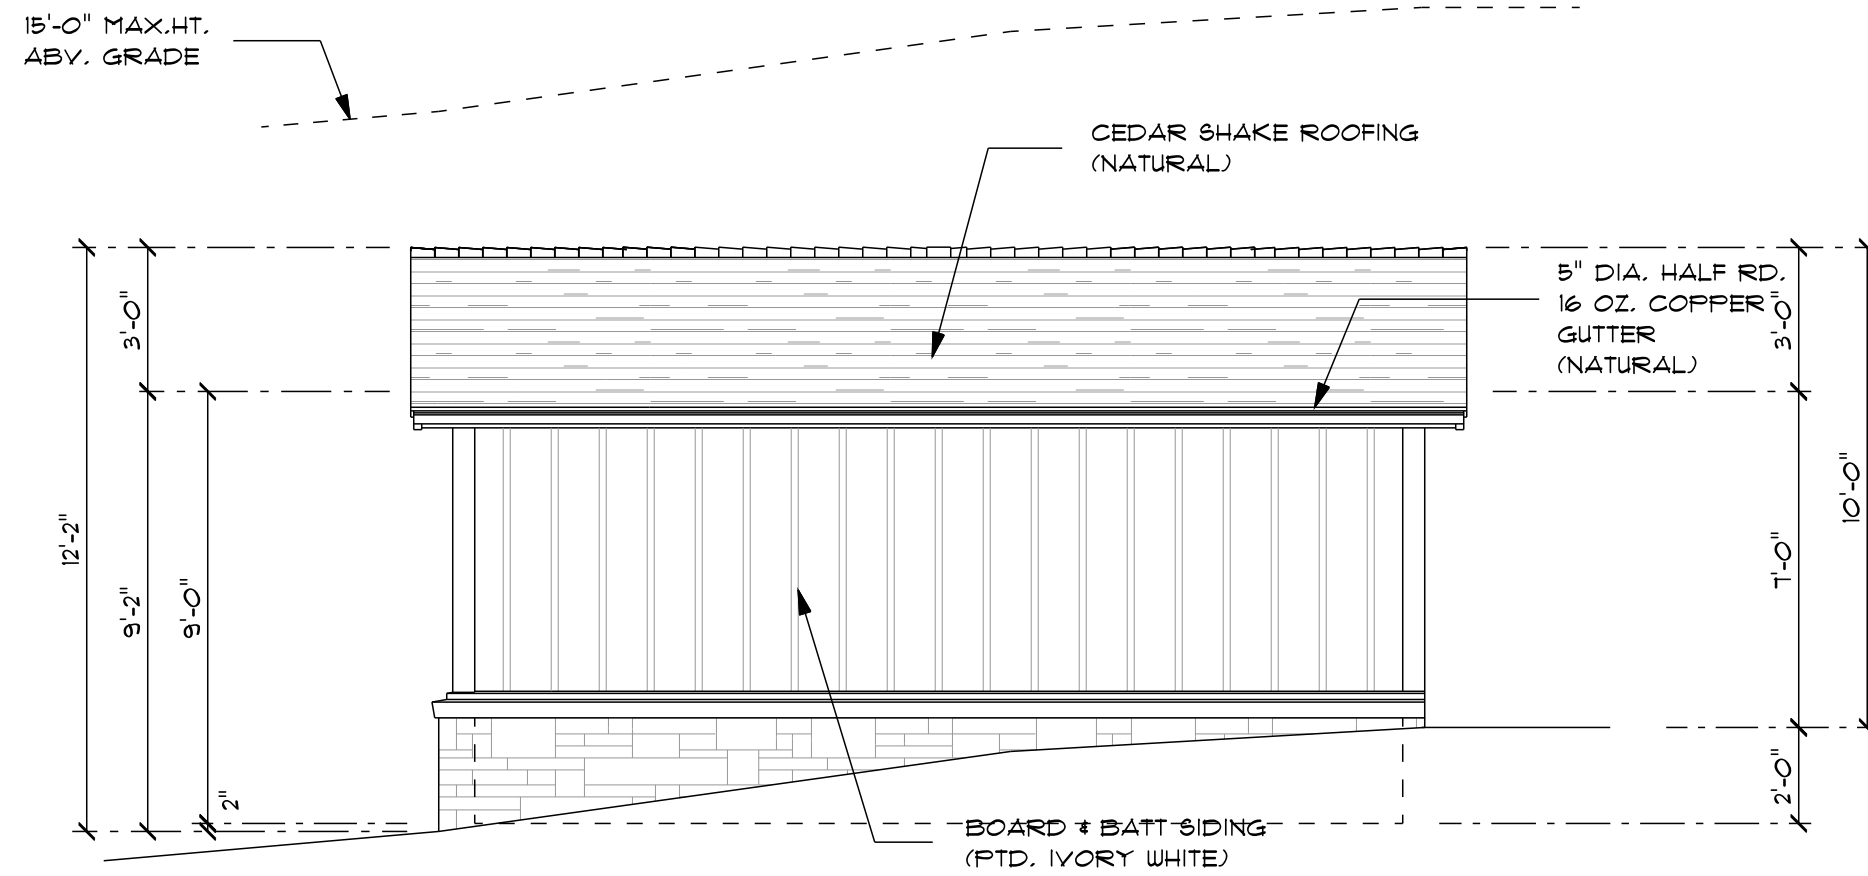 15'-0" MAX.HT.
ABV. GRADE
CEDAR SHAKE ROOFING
(NATURAL)
5" DIA. HALF RD.
16 OZ. COPPER
GUTTER
(NATURAL)
3'-0"
3'-0"
12'-2"
9'-2"
9'-0"
2"
10'-0"
7'-0"
2'-0"
BOARD & BATT SIDING
(PTD. IVORY WHITE)